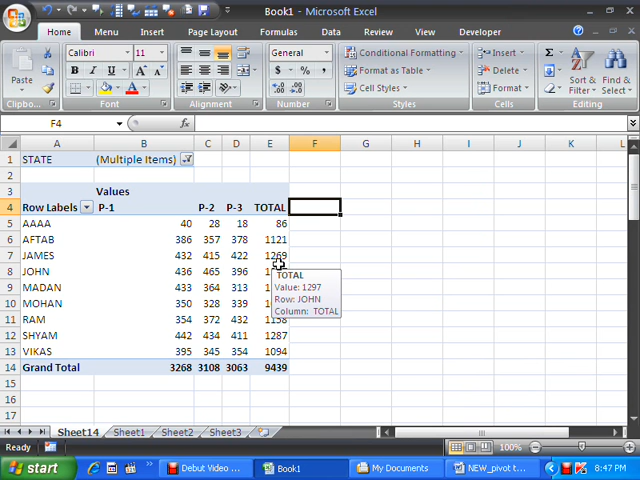 Book1 - Microsoft Excel
Home Menu Insert Page Layout Formulas Data Review View Developer
Paste
Calibri 11
B I U
General
$ % ,
Conditional Formatting
Format as Table
Cell Styles
Insert
Delete
Format
Σ
Sort & Filter
Find & Select
Clipbo... Font Alignment Number Styles Cells Editing
F4 fx
A B C D E F G H I J K L
1 STATE (Multiple Items)
2
3 Values
4 Row Labels P-1 P-2 P-3 TOTAL
5 AAAA 40 28 18 86
6 AFTAB 386 357 378 1121
7 JAMES 432 415 422 1269
8 JOHN 436 465 396
9 MADAN 433 364 313
10 MOHAN 350 328 339
11 RAM 354 372 432 1158
12 SHYAM 442 434 411 1287
13 VIKAS 395 345 354 1094
14 Grand Total 3268 3108 3063 9439
15
16
17
TOTAL
Value: 1297
Row: JOHN
Column: TOTAL
Sheet14 Sheet1 Sheet2 Sheet3
Ready 100%
start Debut Video ... Book1 My Documents NEW_pivot t... 8:47 PM